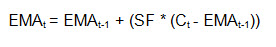 EMAt = EMAt-1 + (SF * (Ct - EMAt-1))